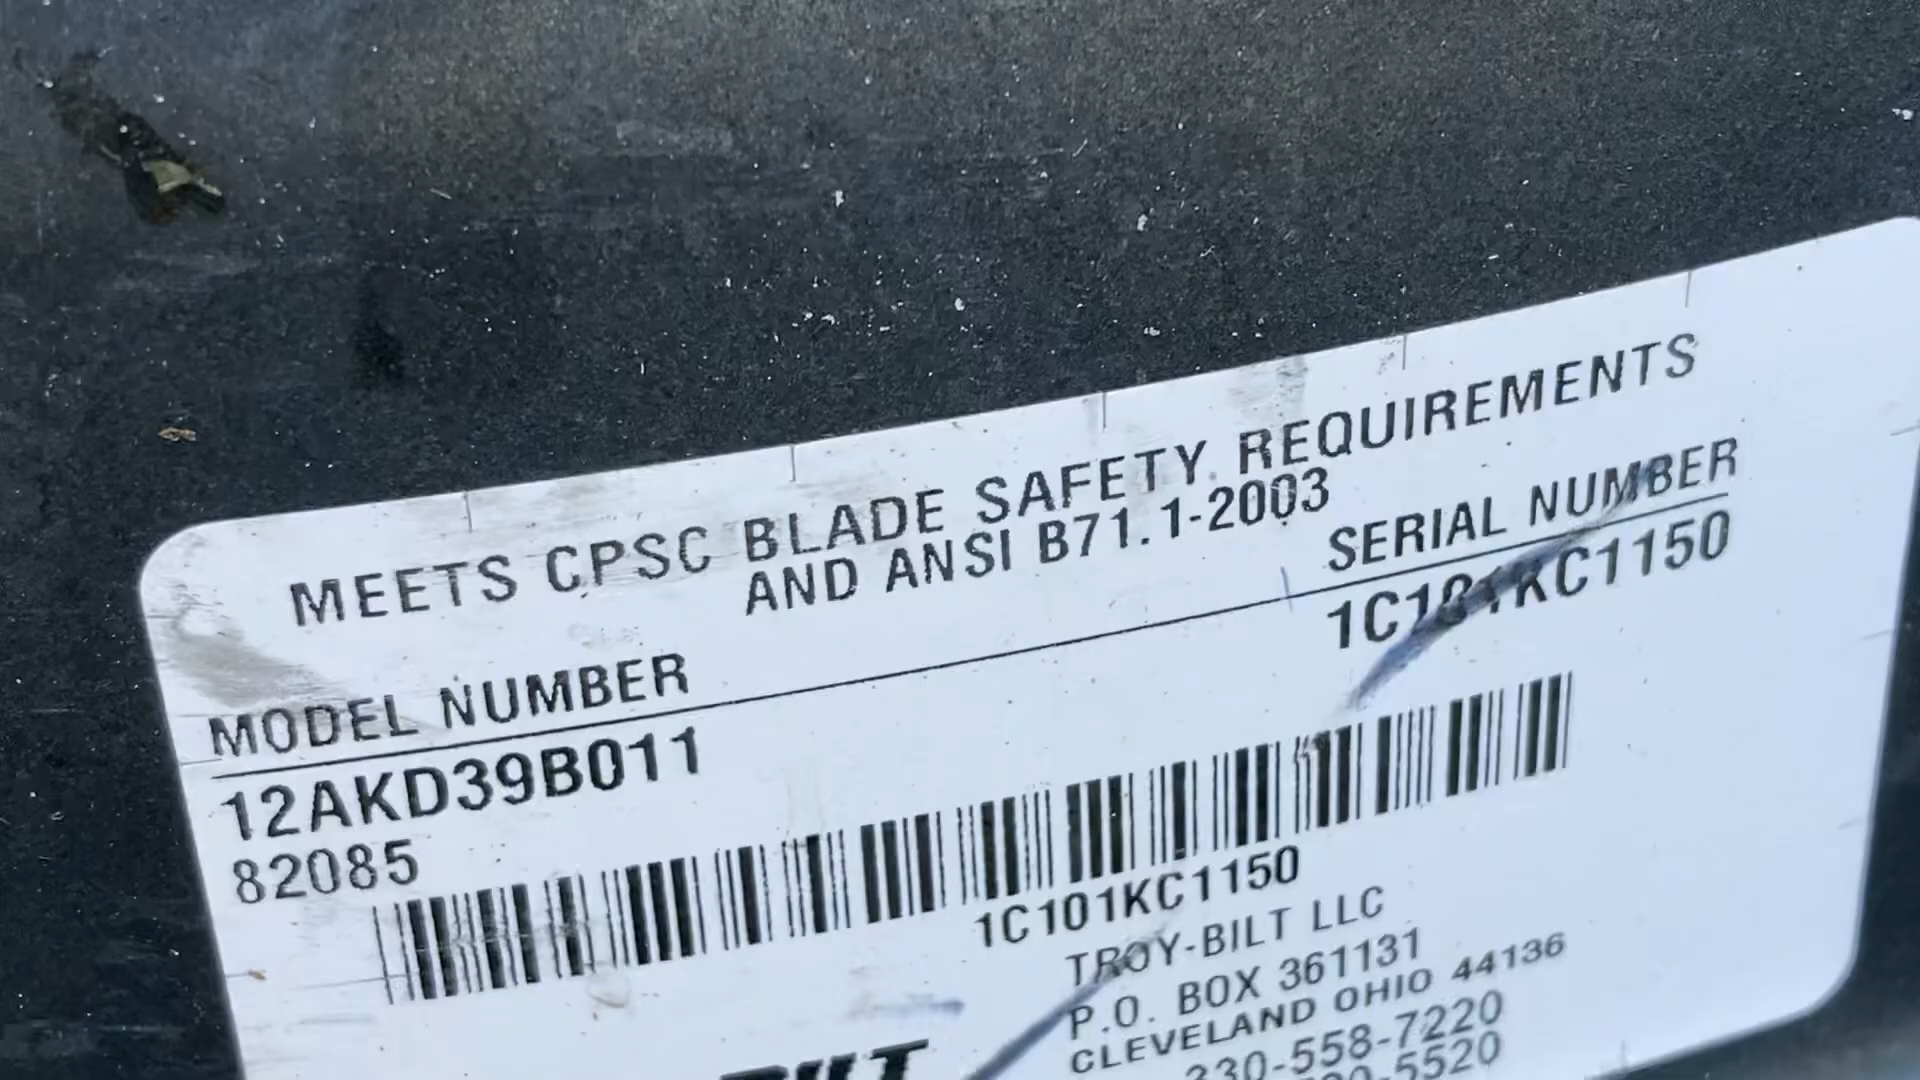 MEETS CPSC BLADE SAFETY REQUIREMENTS
AND ANSI B71.1-2003
MODEL NUMBER
SERIAL NUMBER
12AKD39B011
1C101KC1150
82085
1C101KC1150
TROY-BILT LLC
P.O. BOX 361131
CLEVELAND OHIO 44136
330-558-7220
5520
BILT